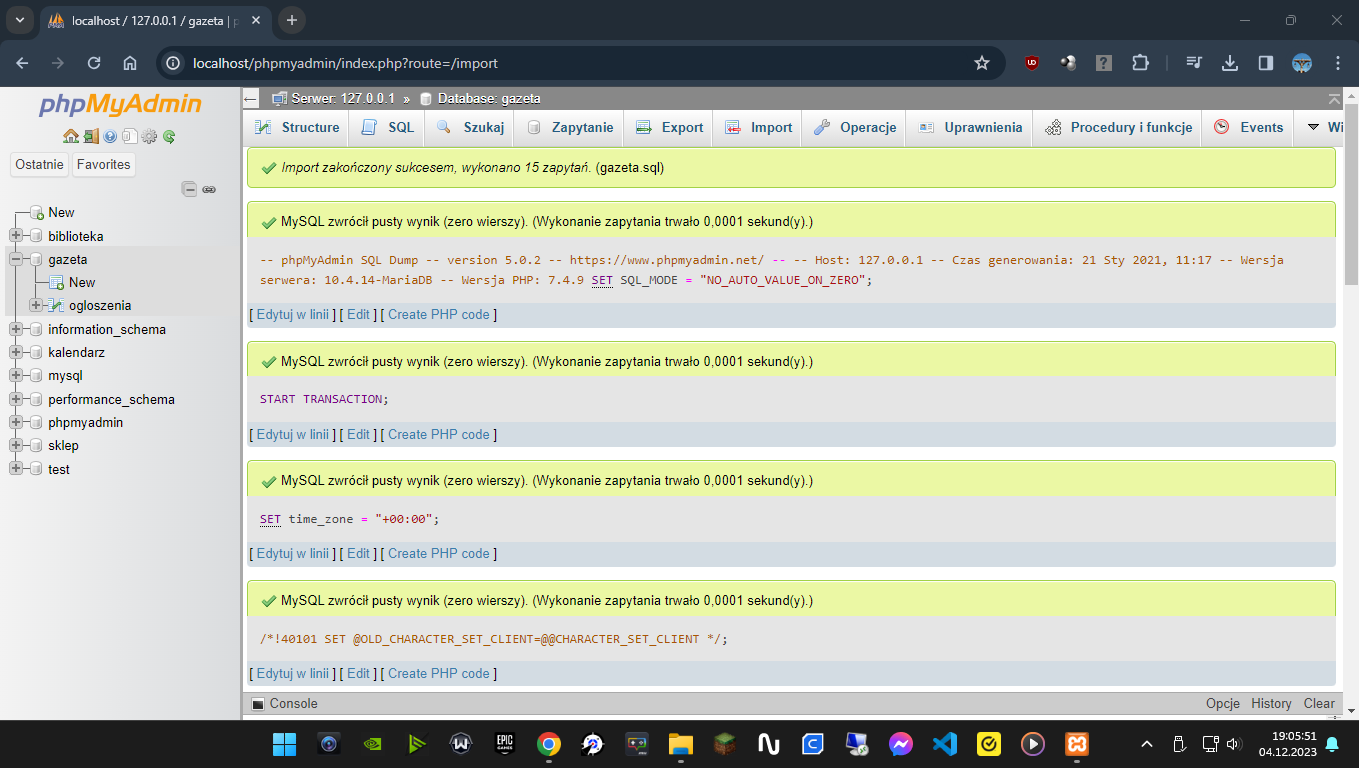 localhost / 127.0.0.1 / gazeta | p
localhost/phpmyadmin/index.php?route=/import
phpMyAdmin
Ostatnie Favorites
New
biblioteka
gazeta
New
ogloszenia
information_schema
kalendarz
mysql
performance_schema
phpmyadmin
sklep
test
Serwer: 127.0.0.1 » Database: gazeta
Structure SQL Szukaj Zapytanie Export Import Operacje Uprawnienia Procedury i funkcje Events Wi
Import zakończony sukcesem, wykonano 15 zapytań. (gazeta.sql)
MySQL zwrócił pusty wynik (zero wierszy). (Wykonanie zapytania trwało 0,0001 sekund(y).)
-- phpMyAdmin SQL Dump -- version 5.0.2 -- https://www.phpmyadmin.net/ -- -- Host: 127.0.0.1 -- Czas generowania: 21 Sty 2021, 11:17 -- Wersja
serwera: 10.4.14-MariaDB -- Wersja PHP: 7.4.9 SET SQL_MODE = "NO_AUTO_VALUE_ON_ZERO";
[ Edytuj w linii ] [ Edit ] [ Create PHP code ]
MySQL zwrócił pusty wynik (zero wierszy). (Wykonanie zapytania trwało 0,0001 sekund(y).)
START TRANSACTION;
[ Edytuj w linii ] [ Edit ] [ Create PHP code ]
MySQL zwrócił pusty wynik (zero wierszy). (Wykonanie zapytania trwało 0,0001 sekund(y).)
SET time_zone = "+00:00";
[ Edytuj w linii ] [ Edit ] [ Create PHP code ]
MySQL zwrócił pusty wynik (zero wierszy). (Wykonanie zapytania trwało 0,0001 sekund(y).)
/*!40101 SET @OLD_CHARACTER_SET_CLIENT=@@CHARACTER_SET_CLIENT */;
[ Edytuj w linii ] [ Edit ] [ Create PHP code ]
Console Opcje History Clear
EPIC
GAMES
19:05:51
04.12.2023